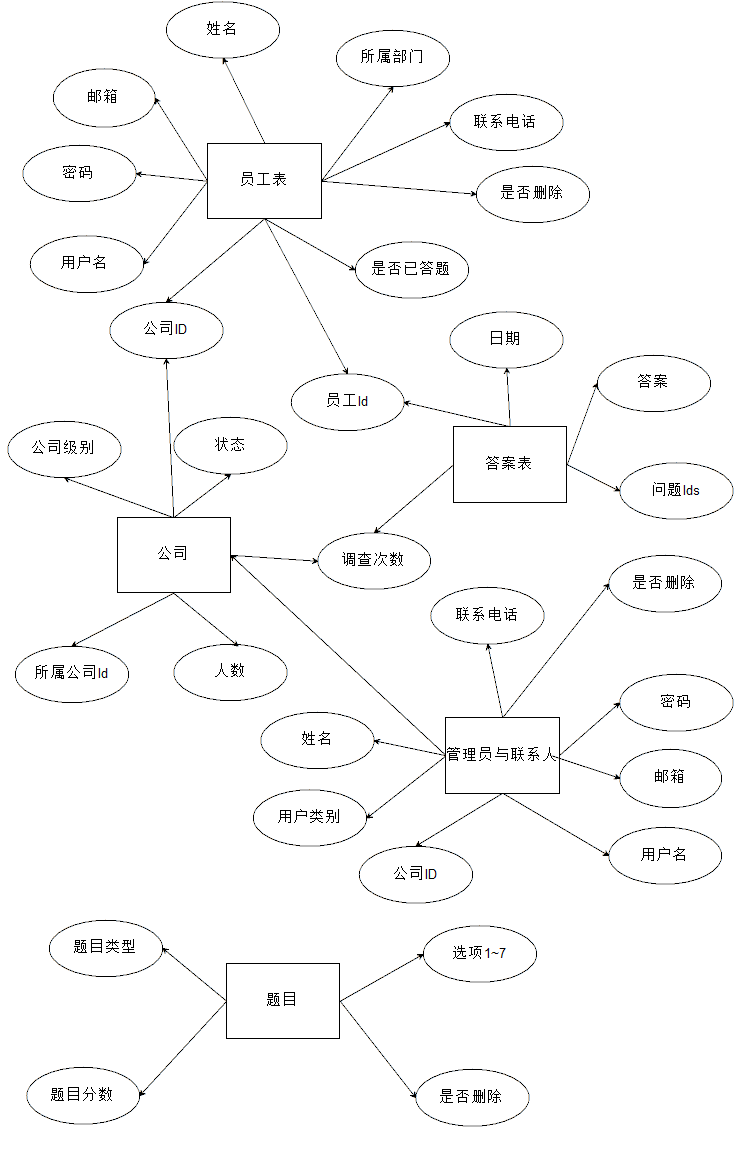 姓名
所属部门
邮箱
联系电话
密码
员工表
是否删除
用户名
是否已答题
公司ID
日期
答案
员工Id
公司级别
状态
答案表
问题Ids
公司
调查次数
是否删除
联系电话
所属公司Id
人数
密码
姓名
管理员与联系人
邮箱
用户类别
用户名
公司ID
题目类型
选项1~7
题目
题目分数
是否删除